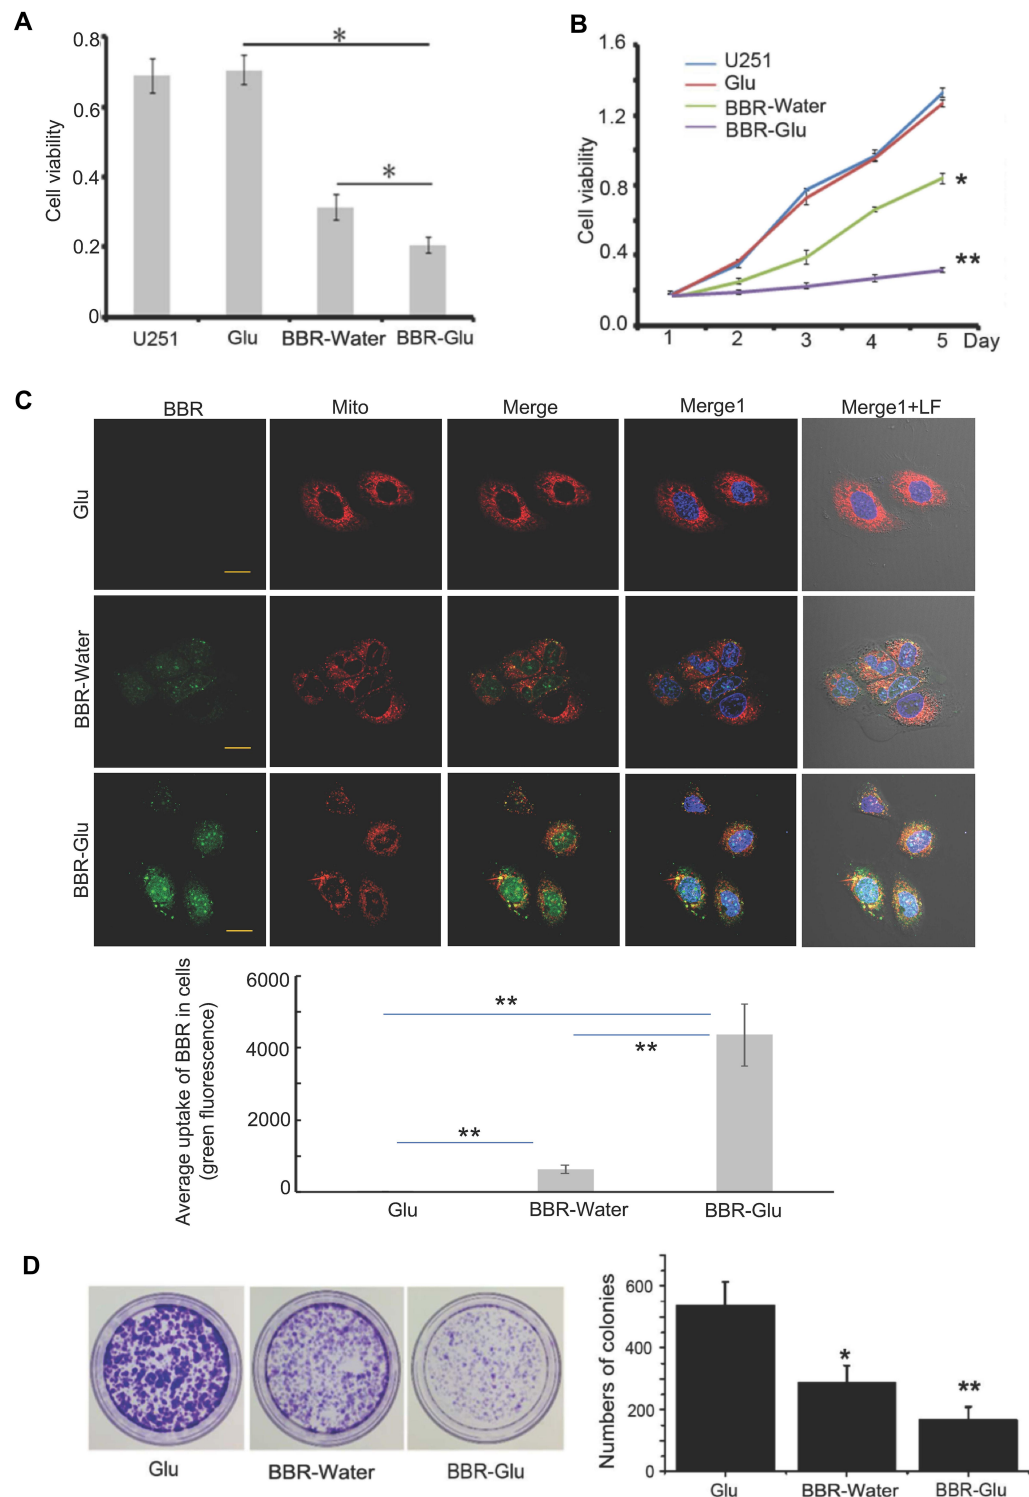 A
0.8
0.6
0.4
0.2
0
Cell viability
*
*
U251
Glu
BBR-Water
BBR-Glu
B
1.6
1.2
0.8
0.4
0.0
Cell viability
U251
Glu
BBR-Water
BBR-Glu
*
**
1
2
3
4
5
Day
C
BBR
Mito
Merge
Merge1
Merge1+LF
Glu
BBR-Water
BBR-Glu
Average uptake of BBR in cells
(green fluorescence)
6000
4000
2000
0
**
**
**
Glu
BBR-Water
BBR-Glu
D
Glu
BBR-Water
BBR-Glu
Numbers of colonies
600
400
200
0
*
**
Glu
BBR-Water
BBR-Glu